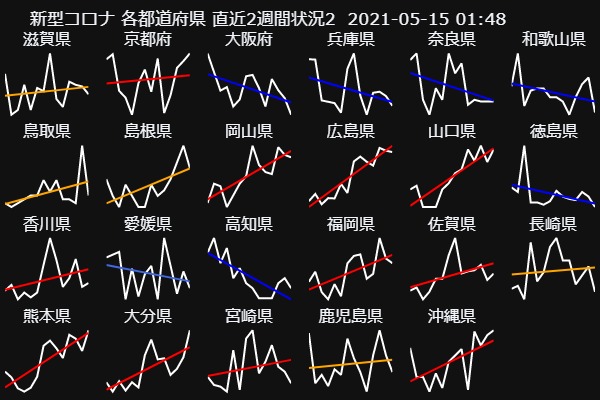 新型コロナ 各都道府県 直近2週間状況2 2021-05-15 01:48
滋賀県 京都府 大阪府 兵庫県 奈良県 和歌山県
鳥取県 島根県 岡山県 広島県 山口県 徳島県
香川県 愛媛県 高知県 福岡県 佐賀県 長崎県
熊本県 大分県 宮崎県 鹿児島県 沖縄県